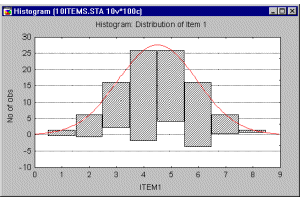 Histogram (10ITEMS.STA 10v*100c)
Histogram: Distribution of Item 1
No of obs
30
25
20
15
10
5
0
-5
-10
0 1 2 3 4 5 6 7 8 9
ITEM1